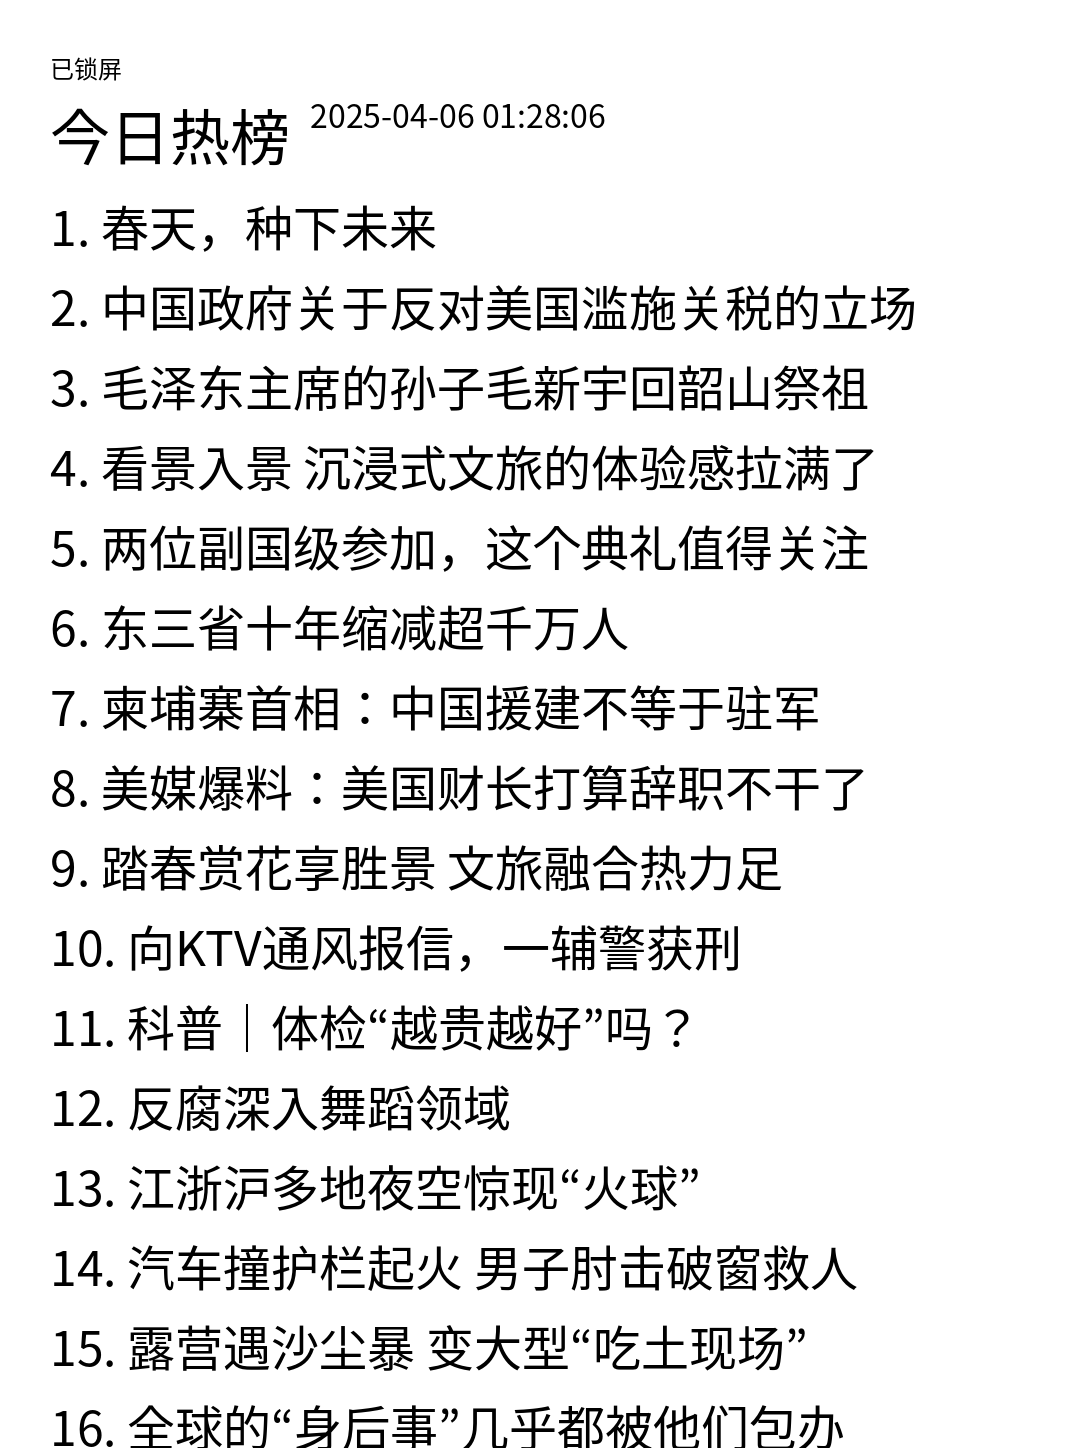 已锁屏
今日热榜 2025-04-06 01:28:06
1. 春天，种下未来
2. 中国政府关于反对美国滥施关税的立场
3. 毛泽东主席的孙子毛新宇回韶山祭祖
4. 看景入景 沉浸式文旅的体验感拉满了
5. 两位副国级参加，这个典礼值得关注
6. 东三省十年缩减超千万人
7. 柬埔寨首相：中国援建不等于驻军
8. 美媒爆料：美国财长打算辞职不干了
9. 踏春赏花享胜景 文旅融合热力足
10. 向KTV通风报信，一辅警获刑
11. 科普｜体检“越贵越好”吗？
12. 反腐深入舞蹈领域
13. 江浙沪多地夜空惊现“火球”
14. 汽车撞护栏起火 男子肘击破窗救人
15. 露营遇沙尘暴 变大型“吃土现场”
16. 全球的“身后事”几乎都被他们包办